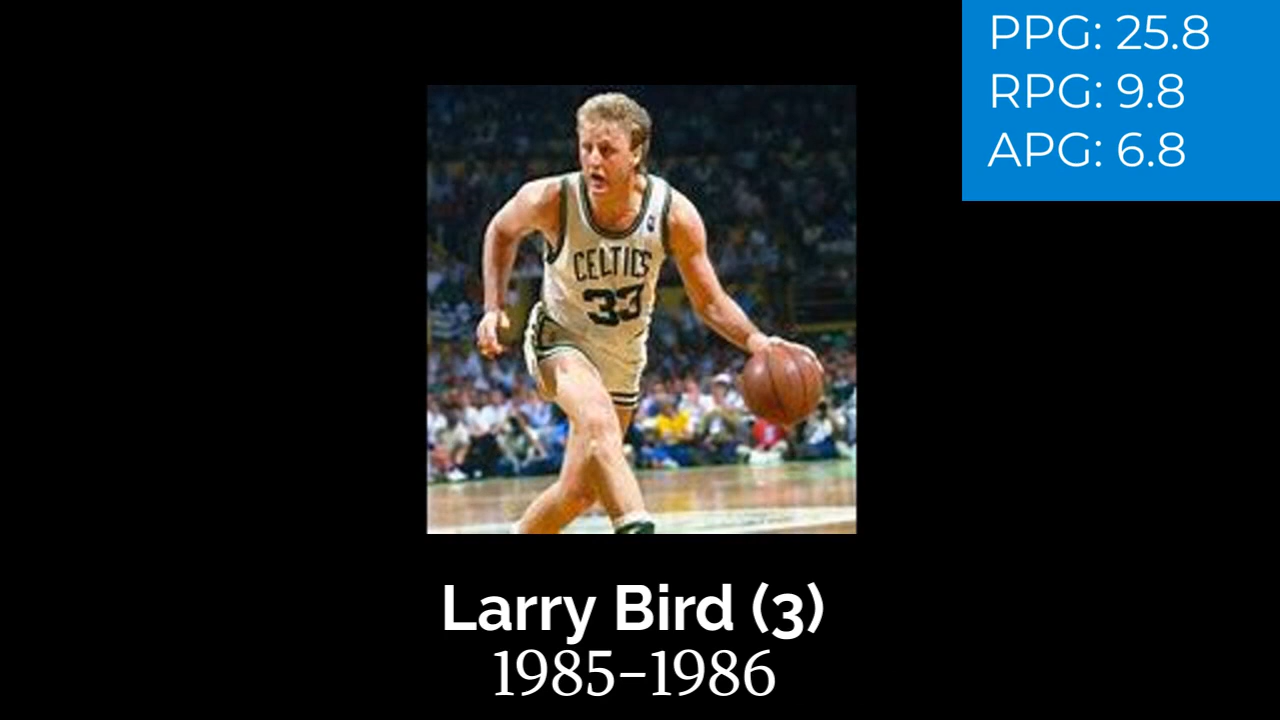 PPG: 25.8
RPG: 9.8
APG: 6.8
CELTICS
33
Larry Bird (3)
1985-1986